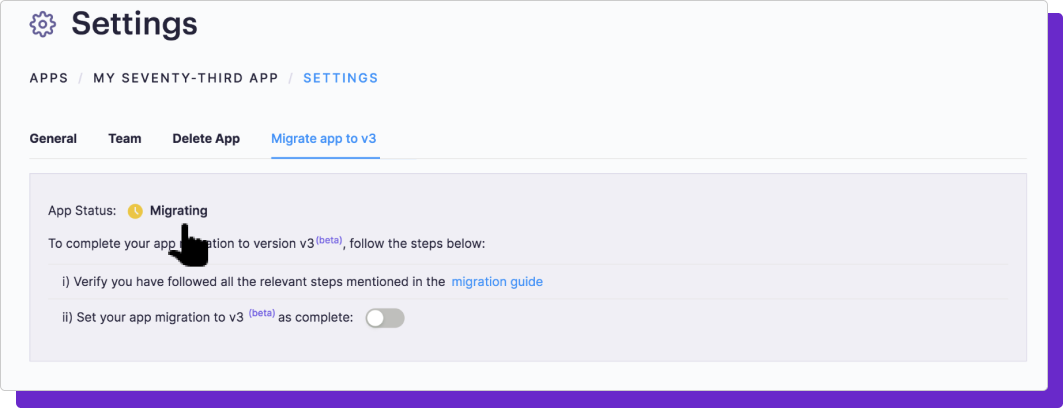 Settings
APPS / MY SEVENTY-THIRD APP / SETTINGS
General Team Delete App Migrate app to v3
App Status: Migrating
To complete your app migration to version v3(beta), follow the steps below:
i) Verify you have followed all the relevant steps mentioned in the migration guide
ii) Set your app migration to v3 (beta) as complete: